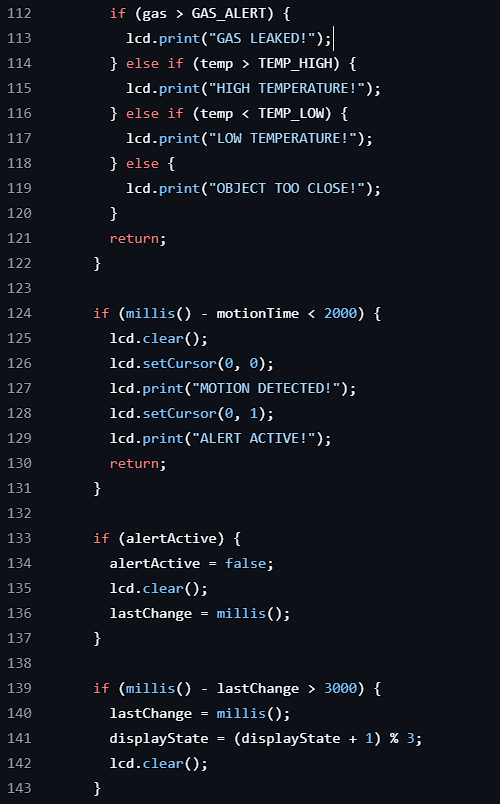 112 if (gas > GAS_ALERT) {
113 lcd.print("GAS LEAKED!");
114 } else if (temp > TEMP_HIGH) {
115 lcd.print("HIGH TEMPERATURE!");
116 } else if (temp < TEMP_LOW) {
117 lcd.print("LOW TEMPERATURE!");
118 } else {
119 lcd.print("OBJECT TOO CLOSE!");
120 }
121 return;
122 }
123
124 if (millis() - motionTime < 2000) {
125 lcd.clear();
126 lcd.setCursor(0, 0);
127 lcd.print("MOTION DETECTED!");
128 lcd.setCursor(0, 1);
129 lcd.print("ALERT ACTIVE!");
130 return;
131 }
132
133 if (alertActive) {
134 alertActive = false;
135 lcd.clear();
136 lastChange = millis();
137 }
138
139 if (millis() - lastChange > 3000) {
140 lastChange = millis();
141 displayState = (displayState + 1) % 3;
142 lcd.clear();
143 }